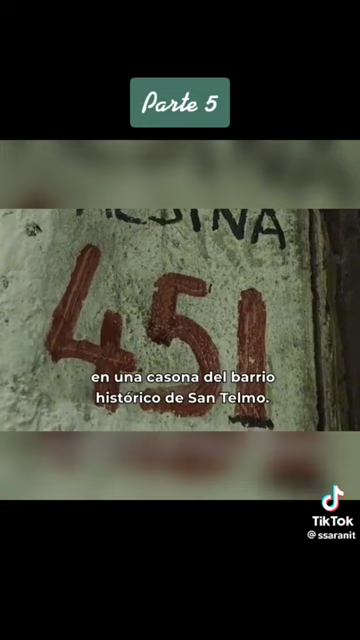 Parte 5
451
en una casona del barrio
histórico de San Telmo.
TikTok
@ssaranit